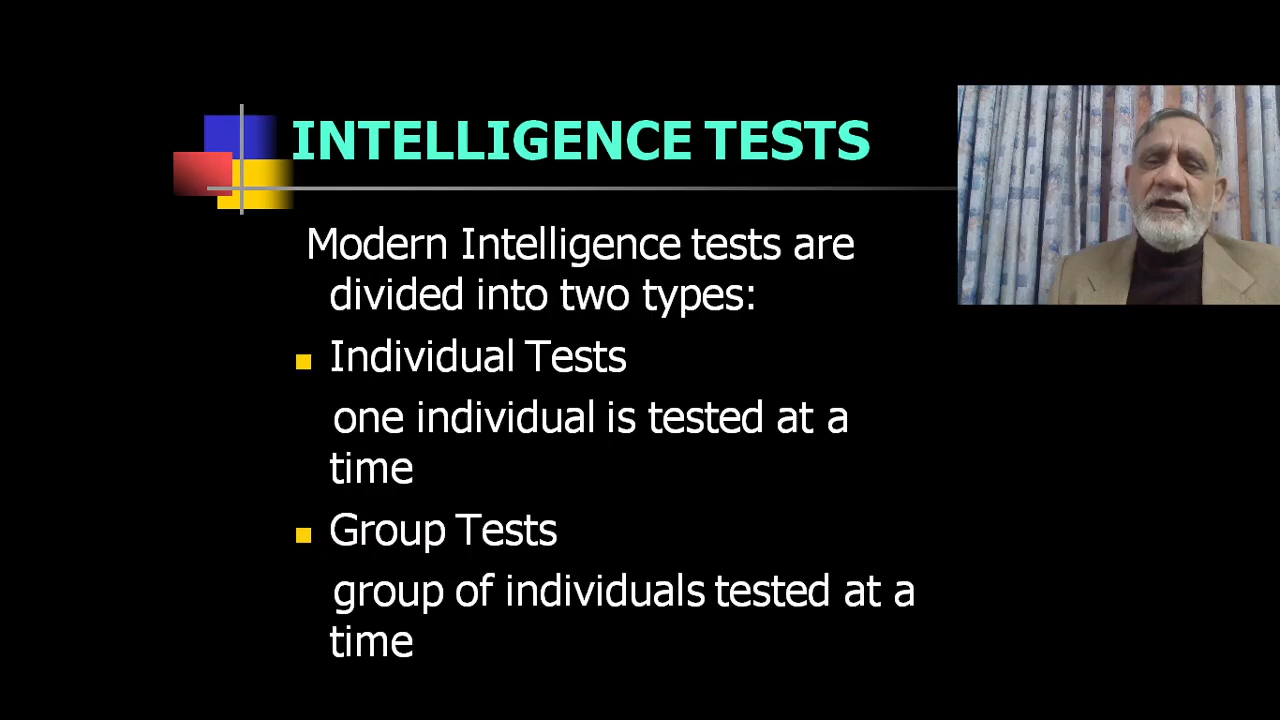 INTELLIGENCE TESTS
Modern Intelligence tests are
divided into two types:
Individual Tests
one individual is tested at a
time
Group Tests
group of individuals tested at a
time